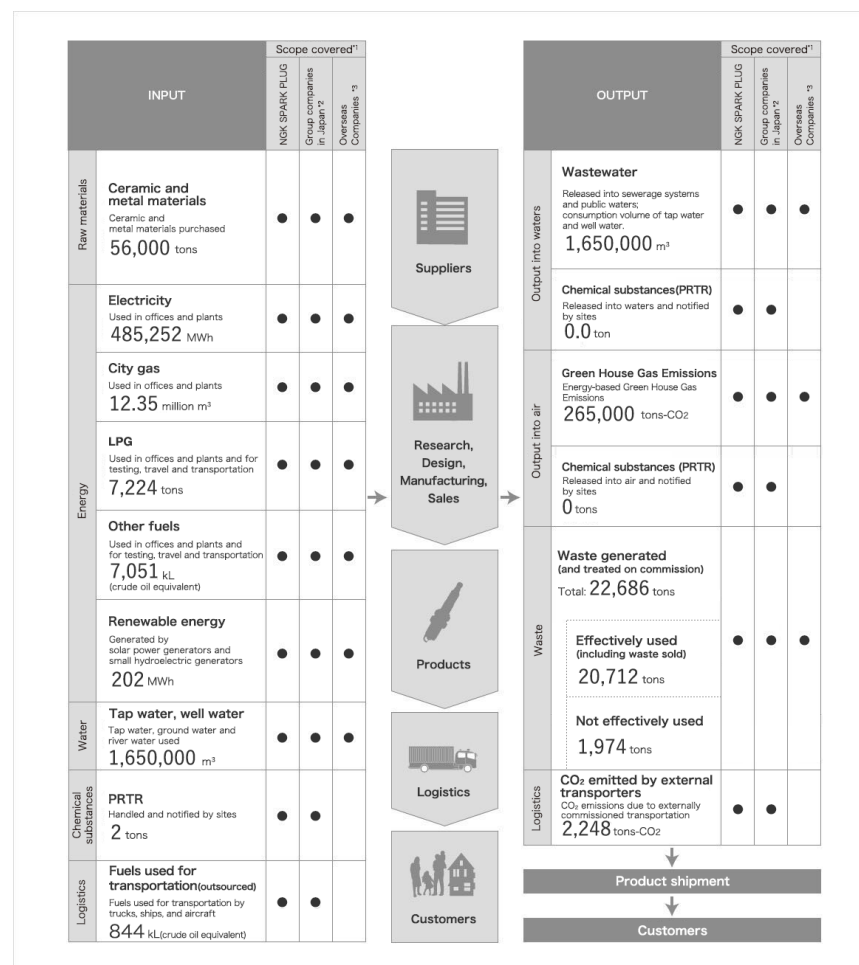 INPUT
Scope covered*1
NGK SPARK PLUG
Group companies
in Japan*2
Overseas
Companies *3
Raw materials
Ceramic and
metal materials
Ceramic and
metal materials purchased
56,000 tons
Energy
Electricity
Used in offices and plants
485,252 MWh
City gas
Used in offices and plants
12.35 million m³
LPG
Used in offices and plants and for
testing, travel and transportation
7,224 tons
Other fuels
Used in offices and plants and
for testing, travel and transportation
7,051 kL
(crude oil equivalent)
Renewable energy
Generated by
solar power generators and
small hydroelectric generators
202 MWh
Water
Tap water, well water
Tap water, ground water and
river water used
1,650,000 m³
Chemical
substances
PRTR
Handled and notified by sites
2 tons
Logistics
Fuels used for
transportation(outsourced)
Fuels used for transportation by
trucks, ships, and aircraft
844 kL(crude oil equivalent)
Suppliers
Research,
Design,
Manufacturing,
Sales
Products
Logistics
Customers
OUTPUT
Scope covered*1
NGK SPARK PLUG
Group companies
in Japan*2
Overseas
Companies *3
Output into waters
Wastewater
Released into sewerage systems
and public waters;
consumption volume of tap water
and well water.
1,650,000 m³
Chemical substances(PRTR)
Released into waters and notified
by sites
0.0 ton
Output into air
Green House Gas Emissions
Energy-based Green House Gas
Emissions
265,000 tons-CO2
Chemical substances (PRTR)
Released into air and notified
by sites
0 tons
Waste
Waste generated
(and treated on commission)
Total: 22,686 tons
Effectively used
(including waste sold)
20,712 tons
Not effectively used
1,974 tons
Logistics
CO2 emitted by external
transporters
CO2 emissions due to externally
commissioned transportation
2,248 tons-CO2
Product shipment
Customers